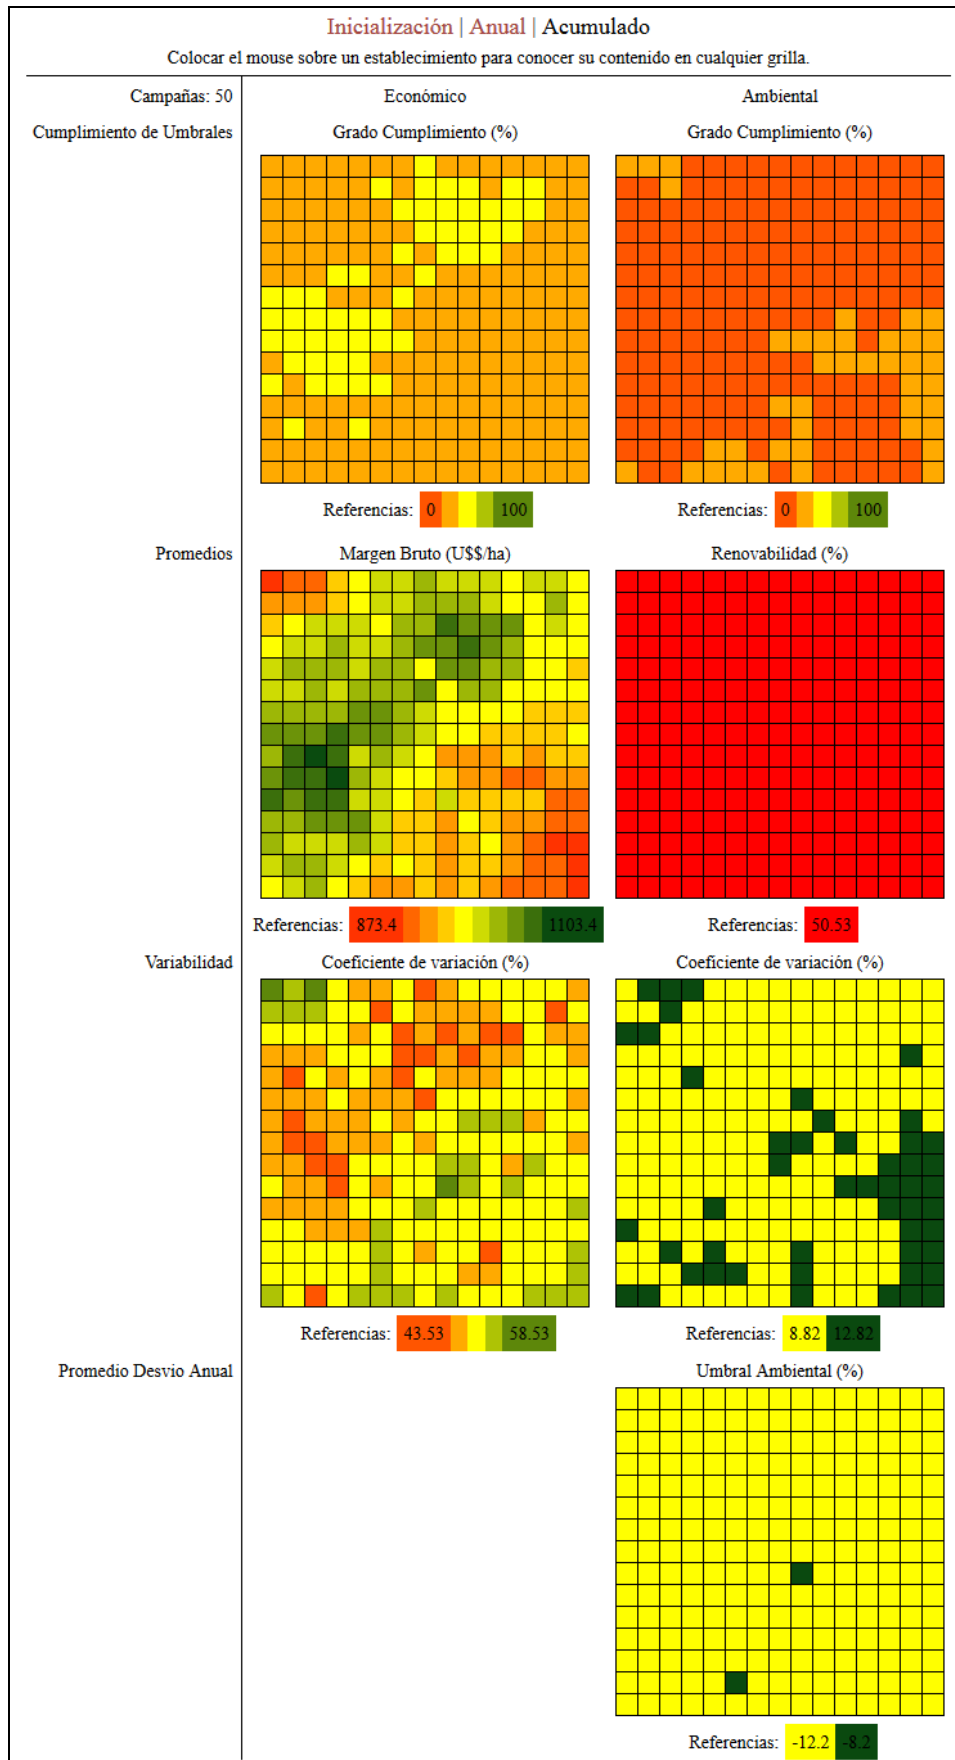 Inicialización | Anual | Acumulado
Colocar el mouse sobre un establecimiento para conocer su contenido en cualquier grilla.
Campañas: 50 Económico Ambiental
Cumplimiento de Umbrales Grado Cumplimiento (%) Grado Cumplimiento (%)
Referencias: 0 100 Referencias: 0 100
Promedios Margen Bruto (U$$/ha) Renovabilidad (%)
Referencias: 873.4 1103.4 Referencias: 50.53
Variabilidad Coeficiente de variación (%) Coeficiente de variación (%)
Referencias: 43.53 58.53 Referencias: 8.82 12.82
Promedio Desvio Anual Umbral Ambiental (%)
Referencias: -12.2 -8.2